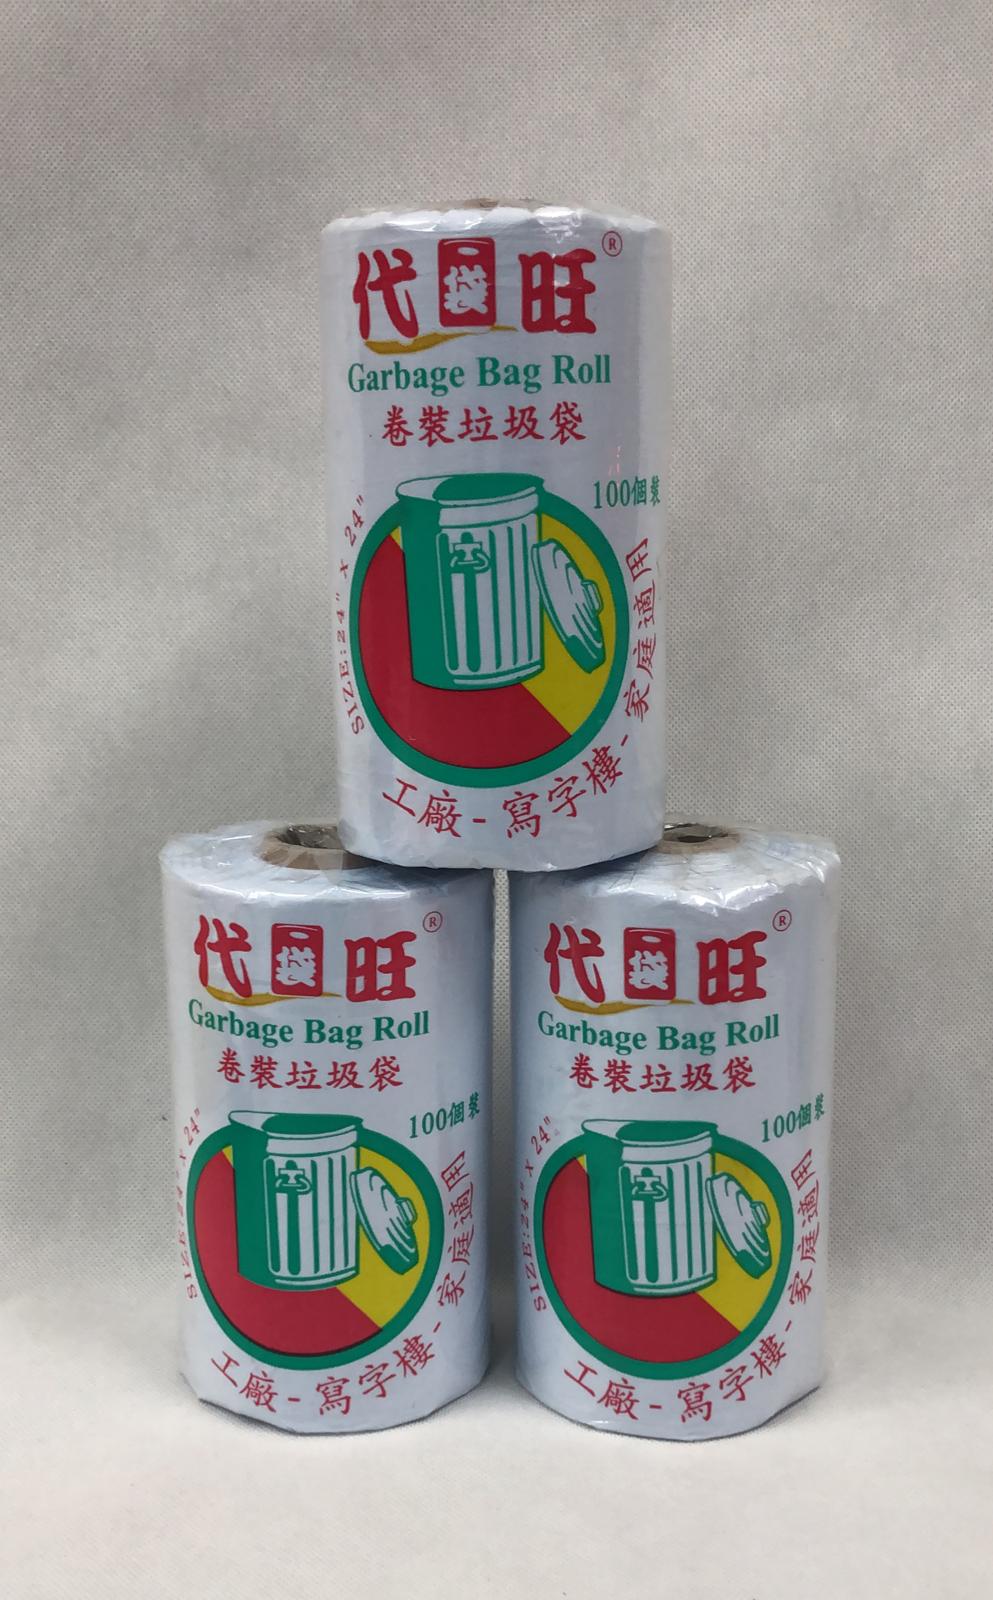 代袋旺®
Garbage Bag Roll
卷裝垃圾袋
100個裝
SIZE:24" x 24"
工廠-寫字樓-家庭適用
代袋旺®
Garbage Bag Roll
卷裝垃圾袋
100個裝
SIZE:24" x 24"
工廠-寫字樓-家庭適用
代袋旺®
Garbage Bag Roll
卷裝垃圾袋
100個裝
SIZE:24" x 24"
工廠-寫字樓-家庭適用